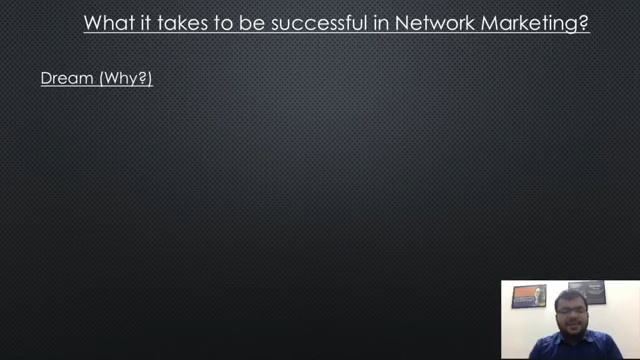 What it takes to be successful in Network Marketing?
Dream (Why?)